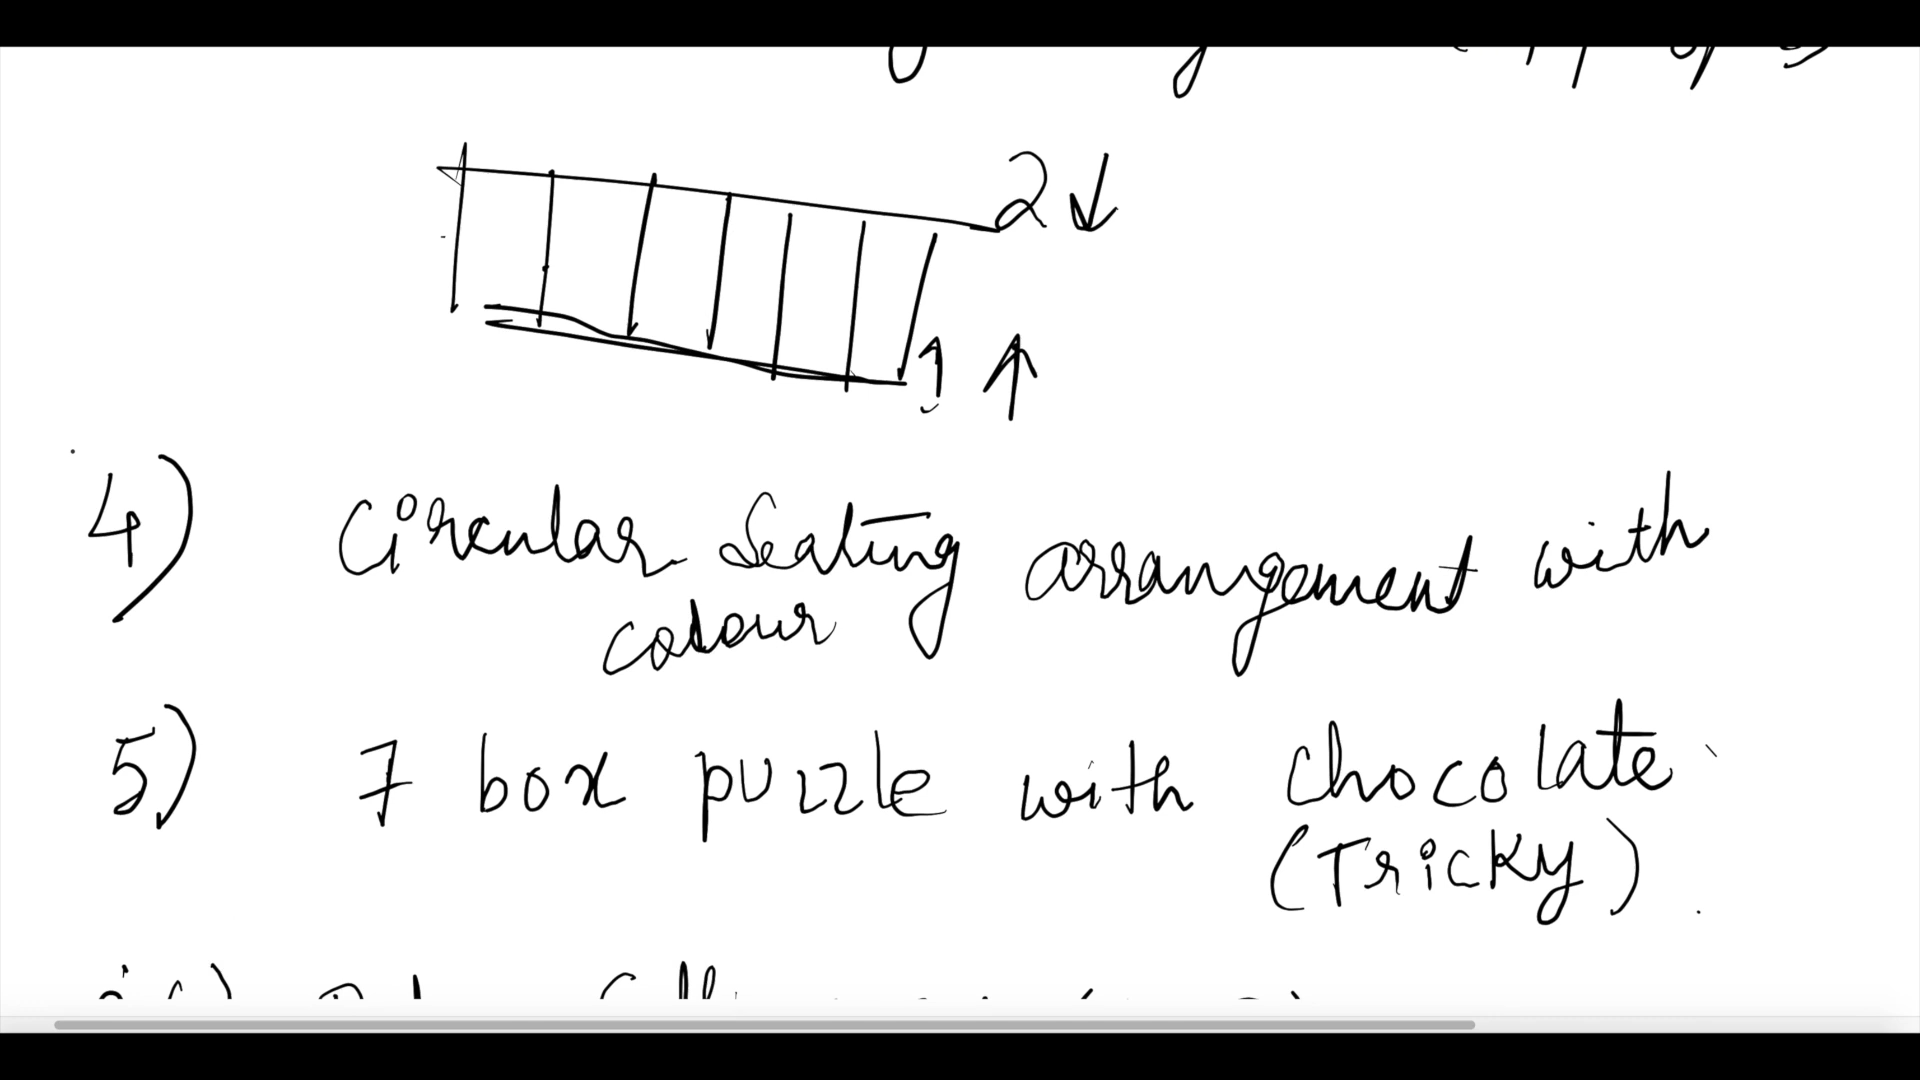 2 ↓
1 ↑
4) Circular Seating arrangement with
colour
5) 7 box puzzle with chocolate
(Tricky)